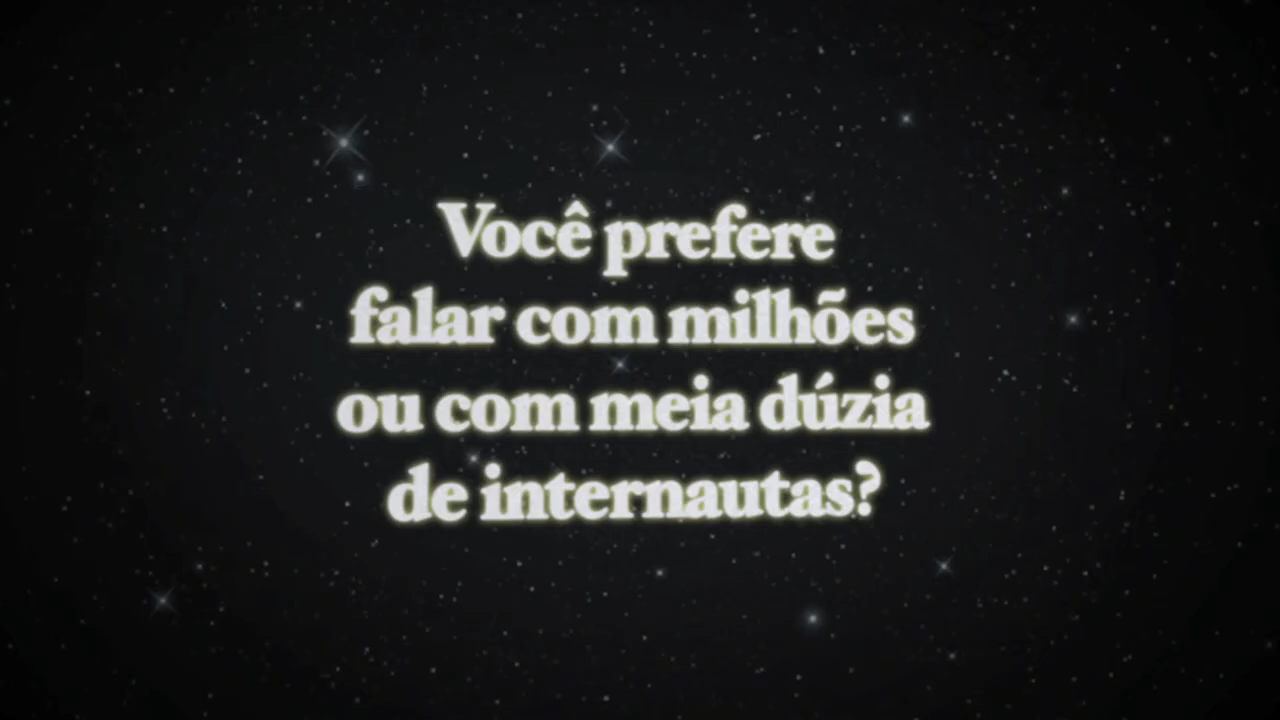 Você prefere
falar com milhões
ou com meia dúzia
de internautas?